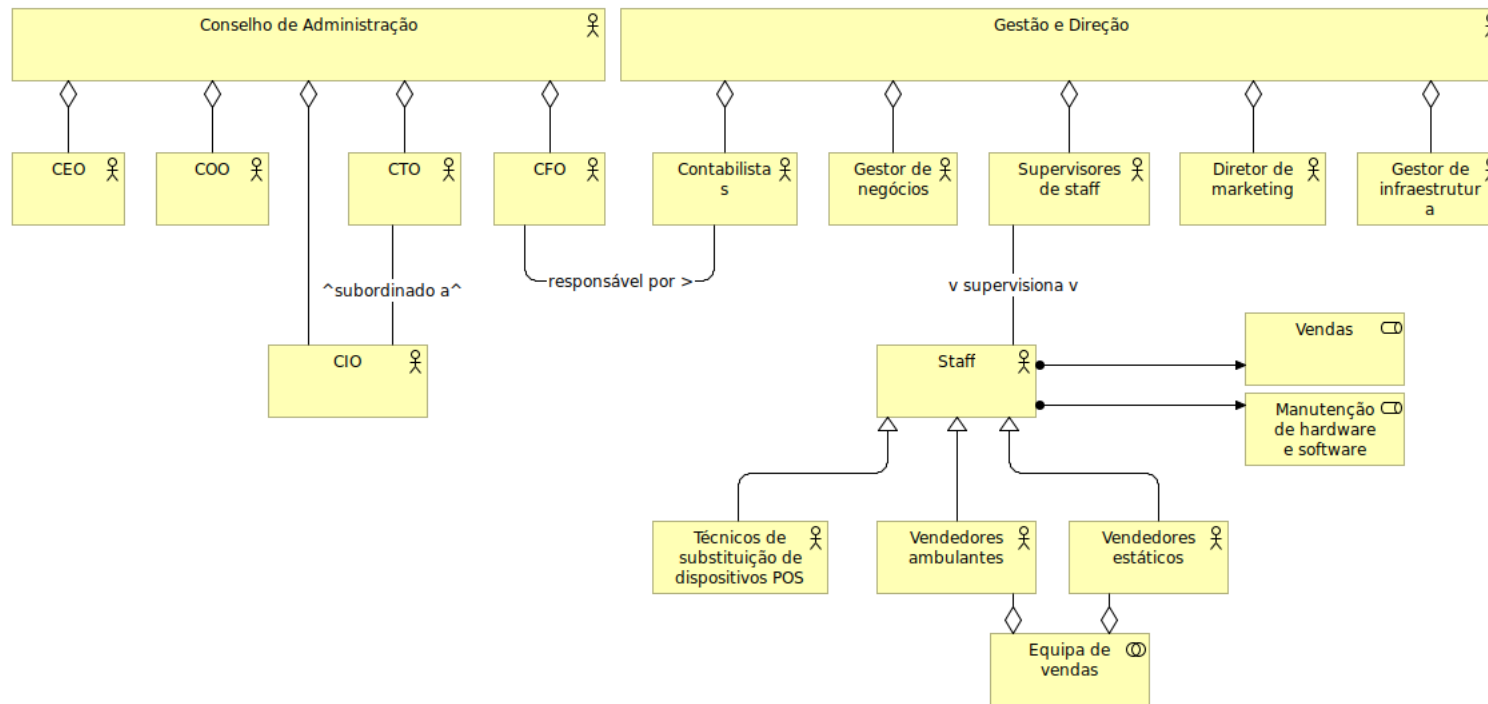 Conselho de Administração
Gestão e Direção
CEO
COO
CTO
CFO
Contabilista
s
Gestor de
negócios
Supervisores
de staff
Diretor de
marketing
Gestor de
infraestrutur
a
^subordinado a^
responsável por >
v supervisiona v
CIO
Staff
Vendas
Manutenção
de hardware
e software
Técnicos de
substituição de
dispositivos POS
Vendedores
ambulantes
Vendedores
estáticos
Equipa de
vendas